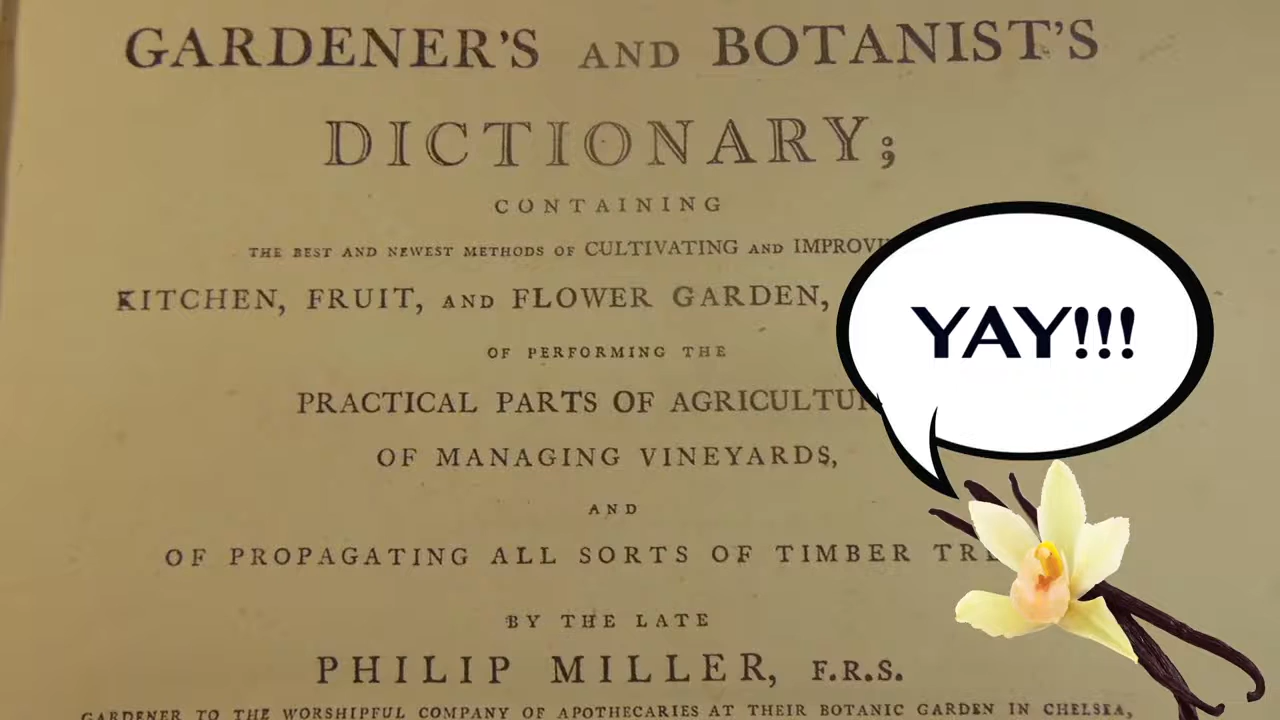 GARDENER'S AND BOTANIST'S
DICTIONARY;
CONTAINING
THE BEST AND NEWEST METHODS OF CULTIVATING AND
KITCHEN, FRUIT, AND FLOWER GARDEN,
OF PERFORMING THE
PRACTICAL PARTS OF
OF MANAGING VINEYARDS,
AND
OF PROPAGATING ALL SORTS OF TIMBER
BY THE LATE
PHILIP MILLER, F.R.S.
GARDENER TO THE WORSHIPFUL COMPANY OF APOTHECARIES AT THEIR BOTANIC GARDEN IN CHELSEA,
YAY!!!